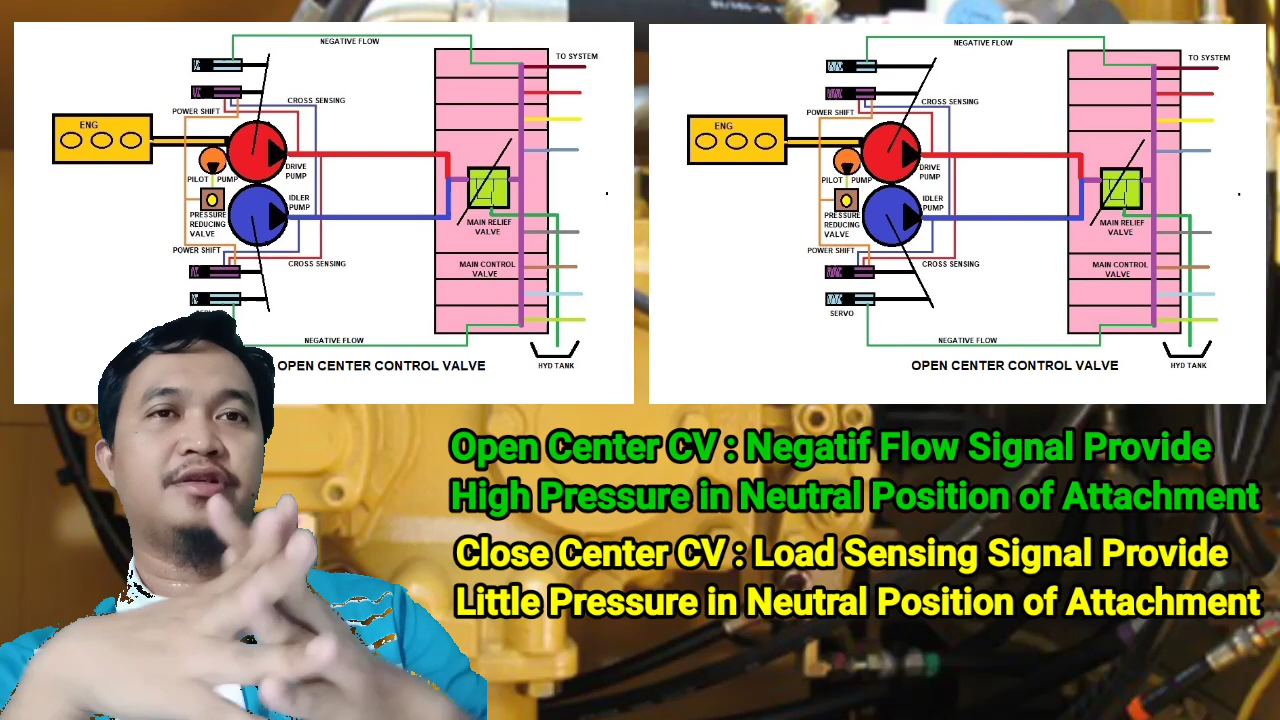 NEGATIVE FLOW
TO SYSTEM
CROSS SENSING
POWER SHIFT
ENG
DRIVE
PUMP
PILOT PUMP
IDLER
PUMP
PRESSURE
REDUCING
VALVE
MAIN RELIEF
VALVE
POWER SHIFT
CROSS SENSING
MAIN CONTROL
VALVE
NEGATIVE FLOW
HYD TANK
OPEN CENTER CONTROL VALVE
NEGATIVE FLOW
TO SYSTEM
CROSS SENSING
POWER SHIFT
ENG
DRIVE
PUMP
PILOT PUMP
IDLER
PUMP
PRESSURE
REDUCING
VALVE
MAIN RELIEF
VALVE
POWER SHIFT
CROSS SENSING
MAIN CONTROL
VALVE
SERVO
NEGATIVE FLOW
HYD TANK
OPEN CENTER CONTROL VALVE
Open Center CV : Negatif Flow Signal Provide
High Pressure in Neutral Position of Attachment
Close Center CV : Load Sensing Signal Provide
Little Pressure in Neutral Position of Attachment